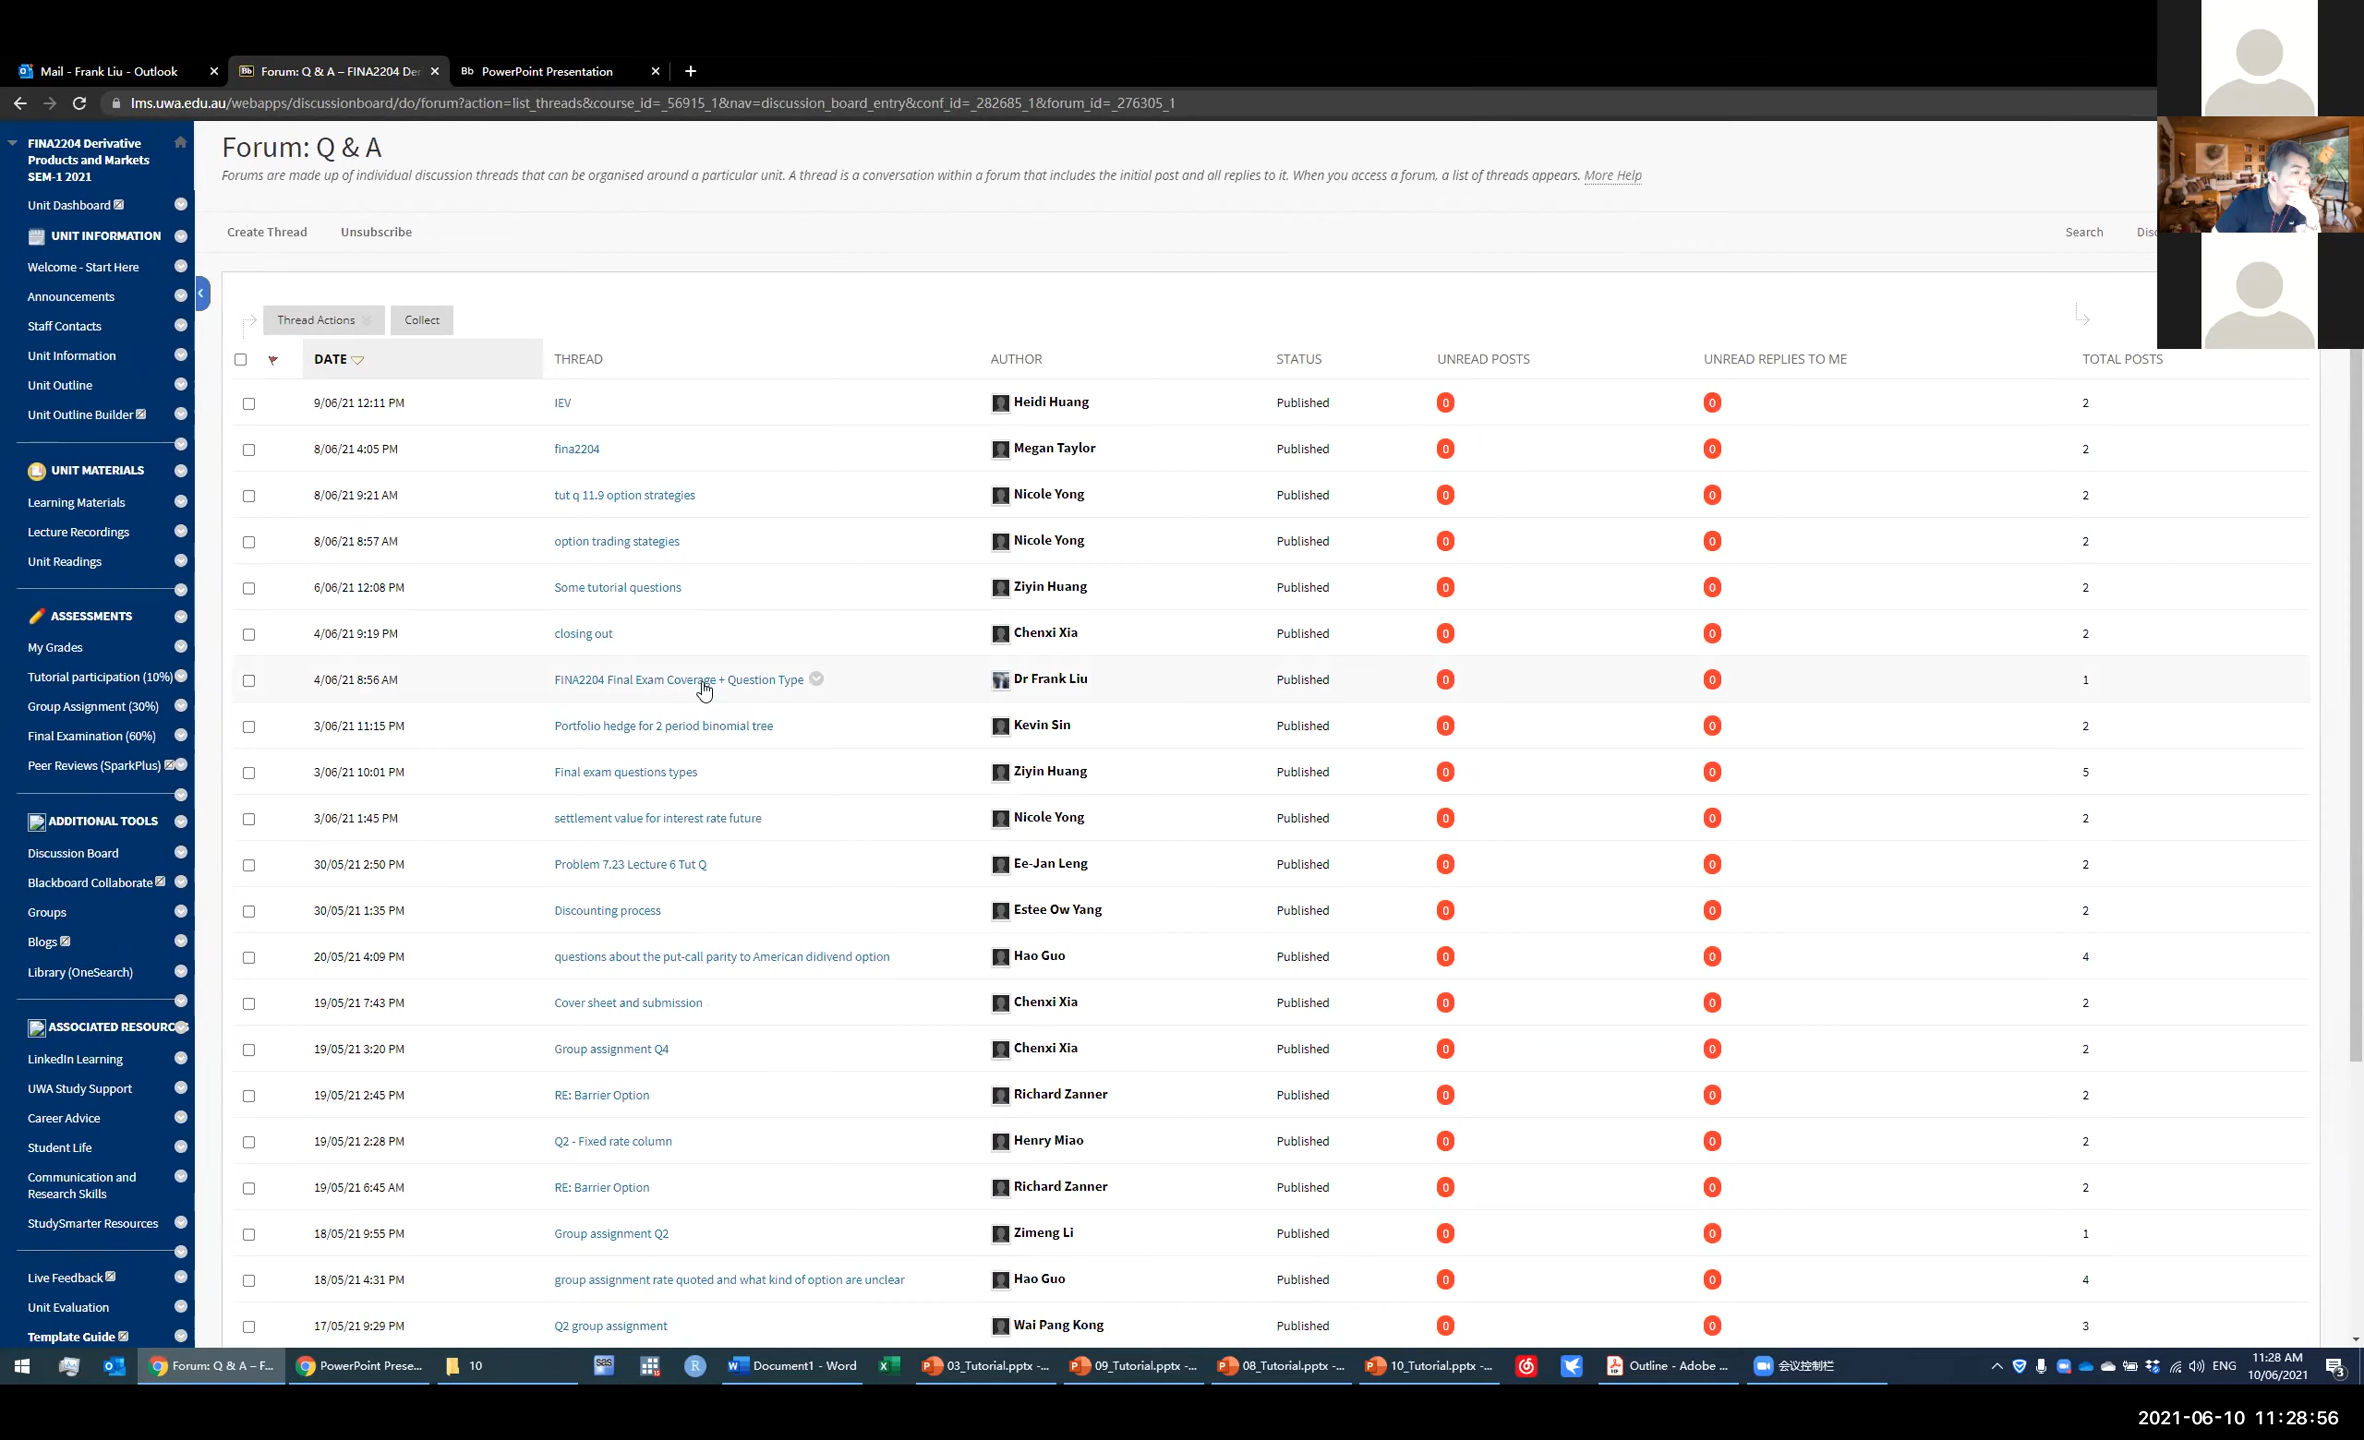 Mail - Frank Liu - Outlook
Forum: Q & A – FINA2204 Der
Bb PowerPoint Presentation
lms.uwa.edu.au/webapps/discussionboard/do/forum?action=list_threads&course_id=_56915_1&nav=discussion_board_entry&conf_id=_282685_1&forum_id=_276305_1
FINA2204 Derivative
Products and Markets
SEM-1 2021
Unit Dashboard
UNIT INFORMATION
Welcome - Start Here
Announcements
Staff Contacts
Unit Information
Unit Outline
Unit Outline Builder
UNIT MATERIALS
Learning Materials
Lecture Recordings
Unit Readings
ASSESSMENTS
My Grades
Tutorial participation (10%)
Group Assignment (30%)
Final Examination (60%)
Peer Reviews (SparkPlus)
ADDITIONAL TOOLS
Discussion Board
Blackboard Collaborate
Groups
Blogs
Library (OneSearch)
ASSOCIATED RESOURC
LinkedIn Learning
UWA Study Support
Career Advice
Student Life
Communication and
Research Skills
StudySmarter Resources
Live Feedback
Unit Evaluation
Template Guide
Forum: Q & A
Forums are made up of individual discussion threads that can be organised around a particular unit. A thread is a conversation within a forum that includes the initial post and all replies to it. When you access a forum, a list of threads appears. More Help
Create Thread Unsubscribe Search Disc
Thread Actions Collect
DATE THREAD AUTHOR STATUS UNREAD POSTS UNREAD REPLIES TO ME TOTAL POSTS
9/06/21 12:11 PM IEV Heidi Huang Published 0 0 2
8/06/21 4:05 PM fina2204 Megan Taylor Published 0 0 2
8/06/21 9:21 AM tut q 11.9 option strategies Nicole Yong Published 0 0 2
8/06/21 8:57 AM option trading stategies Nicole Yong Published 0 0 2
6/06/21 12:08 PM Some tutorial questions Ziyin Huang Published 0 0 2
4/06/21 9:19 PM closing out Chenxi Xia Published 0 0 2
4/06/21 8:56 AM FINA2204 Final Exam Coverage + Question Type Dr Frank Liu Published 0 0 1
3/06/21 11:15 PM Portfolio hedge for 2 period binomial tree Kevin Sin Published 0 0 2
3/06/21 10:01 PM Final exam questions types Ziyin Huang Published 0 0 5
3/06/21 1:45 PM settlement value for interest rate future Nicole Yong Published 0 0 2
30/05/21 2:50 PM Problem 7.23 Lecture 6 Tut Q Ee-Jan Leng Published 0 0 2
30/05/21 1:35 PM Discounting process Estee Ow Yang Published 0 0 2
20/05/21 4:09 PM questions about the put-call parity to American didivend option Hao Guo Published 0 0 4
19/05/21 7:43 PM Cover sheet and submission Chenxi Xia Published 0 0 2
19/05/21 3:20 PM Group assignment Q4 Chenxi Xia Published 0 0 2
19/05/21 2:45 PM RE: Barrier Option Richard Zanner Published 0 0 2
19/05/21 2:28 PM Q2 - Fixed rate column Henry Miao Published 0 0 2
19/05/21 6:45 AM RE: Barrier Option Richard Zanner Published 0 0 2
18/05/21 9:55 PM Group assignment Q2 Zimeng Li Published 0 0 1
18/05/21 4:31 PM group assignment rate quoted and what kind of option are unclear Hao Guo Published 0 0 4
17/05/21 9:29 PM Q2 group assignment Wai Pang Kong Published 0 0 3
Forum: Q & A – F... PowerPoint Prese... 10 sas R Document1 - Word 03_Tutorial.pptx -... 09_Tutorial.pptx -... 08_Tutorial.pptx -... 10_Tutorial.pptx -... Outline - Adobe ... 会议控制栏 ENG 11:28 AM
10/06/2021 3
2021-06-10 11:28:56